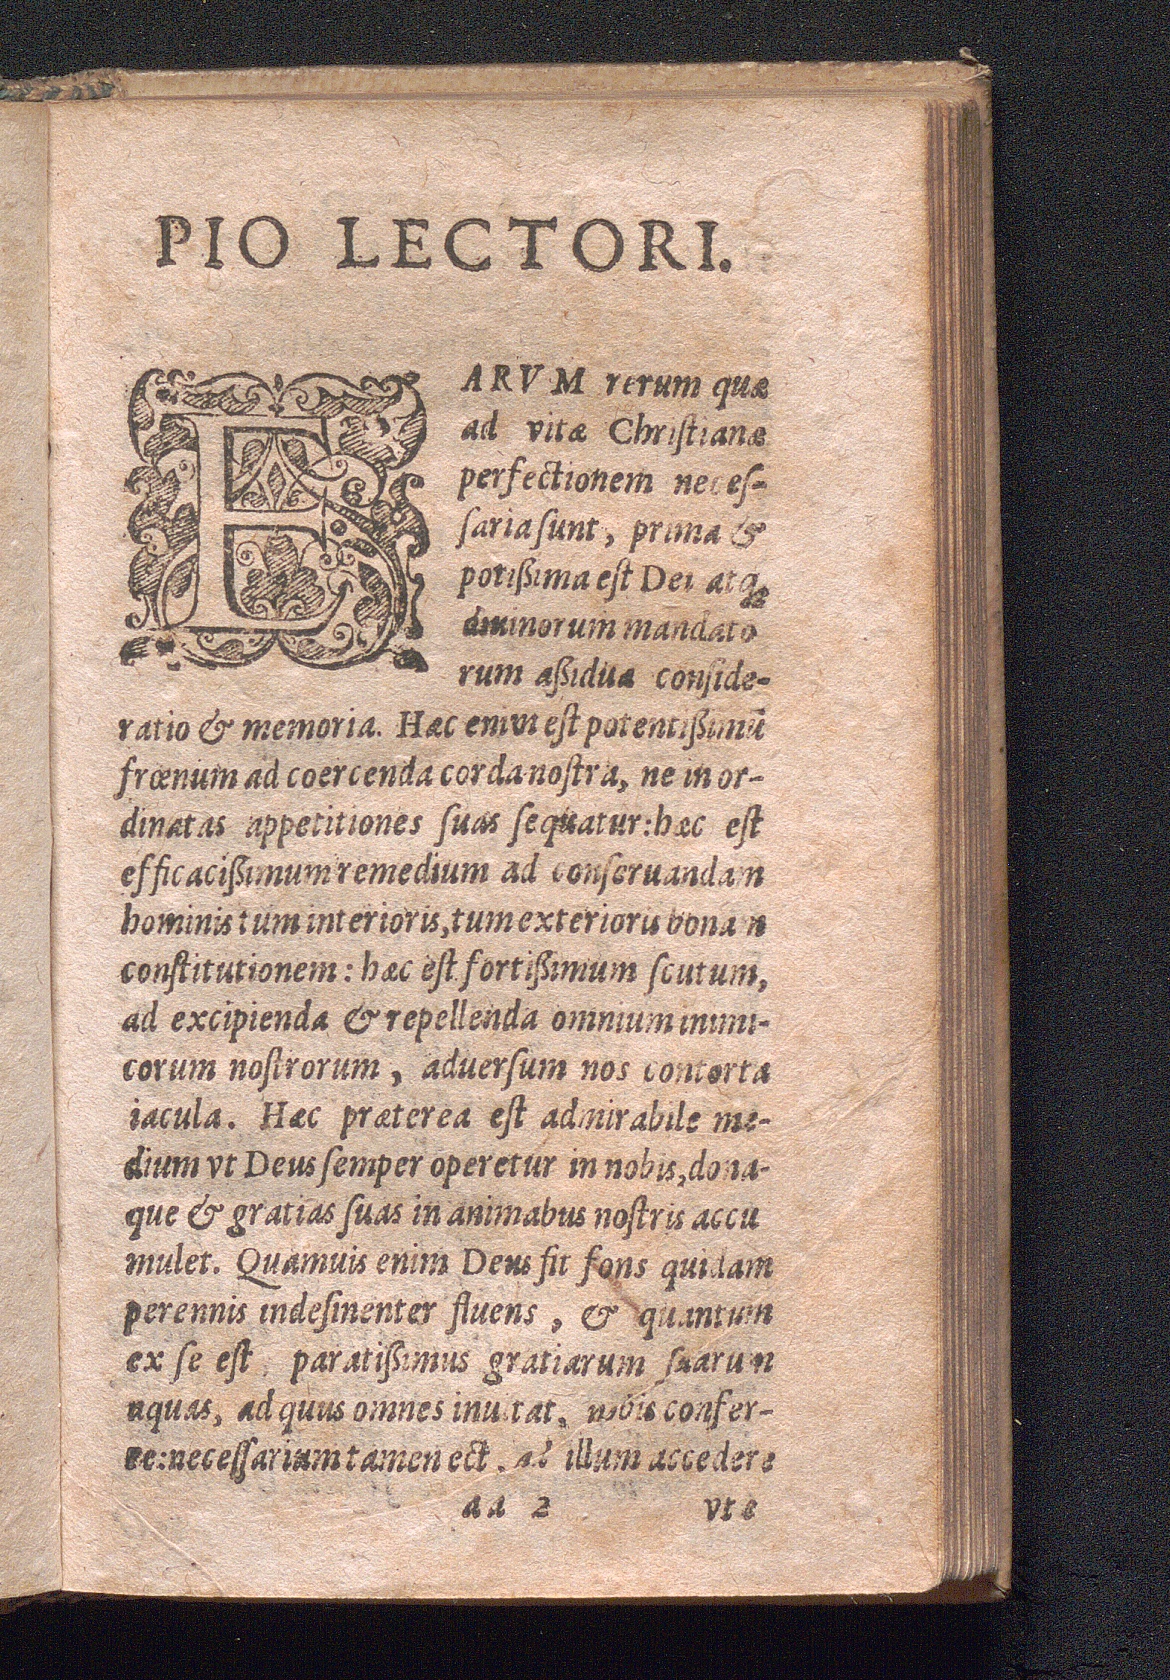 PIO LECTORI.
EARVM rerum quæ
ad vitæ Chriſtianæ
perfectionem neceſ-
ſaria ſunt, prima &
potißima eſt Dei atq;
diuinorum mandato
rum aßidua conſide-
ratio & memoria. Hæc enim eſt potentißimũ
frœnum ad coercenda corda noſtra, ne in or-
dinatas appetitiones ſuas ſequatur: hæc eſt
efficacißimum remedium ad conſeruandam
hominis tum interioris, tum exterioris bonam
conſtitutionem: hæc eſt fortißimum ſcutum,
ad excipienda & repellenda omnium inimi-
corum noſtrorum, aduerſum nos contorta
iacula. Hæc præterea eſt admirabile me-
dium vt Deus ſemper operetur in nobis, dona-
que & gratias ſuas in animabus noſtris accu
mulet. Quamuis enim Deus ſit fons quidam
perennis indeſinenter fluens, & quantum
ex ſe eſt, paratißimus gratiarum ſuarum
aquas, ad quas omnes inuitat, nobis confer-
re: neceſſarium tamen eſt, ad illum accedere
aa 2 vt e